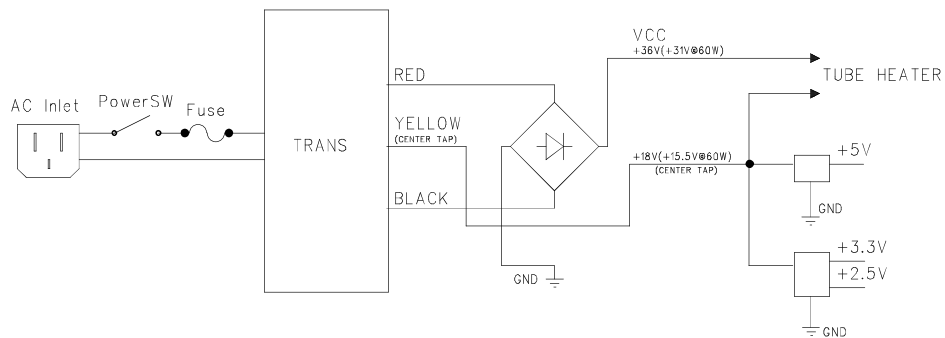 VCC
+36V(+31V@60W)
RED
TUBE HEATER
AC Inlet
PowerSW
Fuse
YELLOW
(CENTER TAP)
TRANS
+18V(+15.5V@60W)
(CENTER TAP)
+5V
BLACK
GND
+3.3V
+2.5V
GND
GND